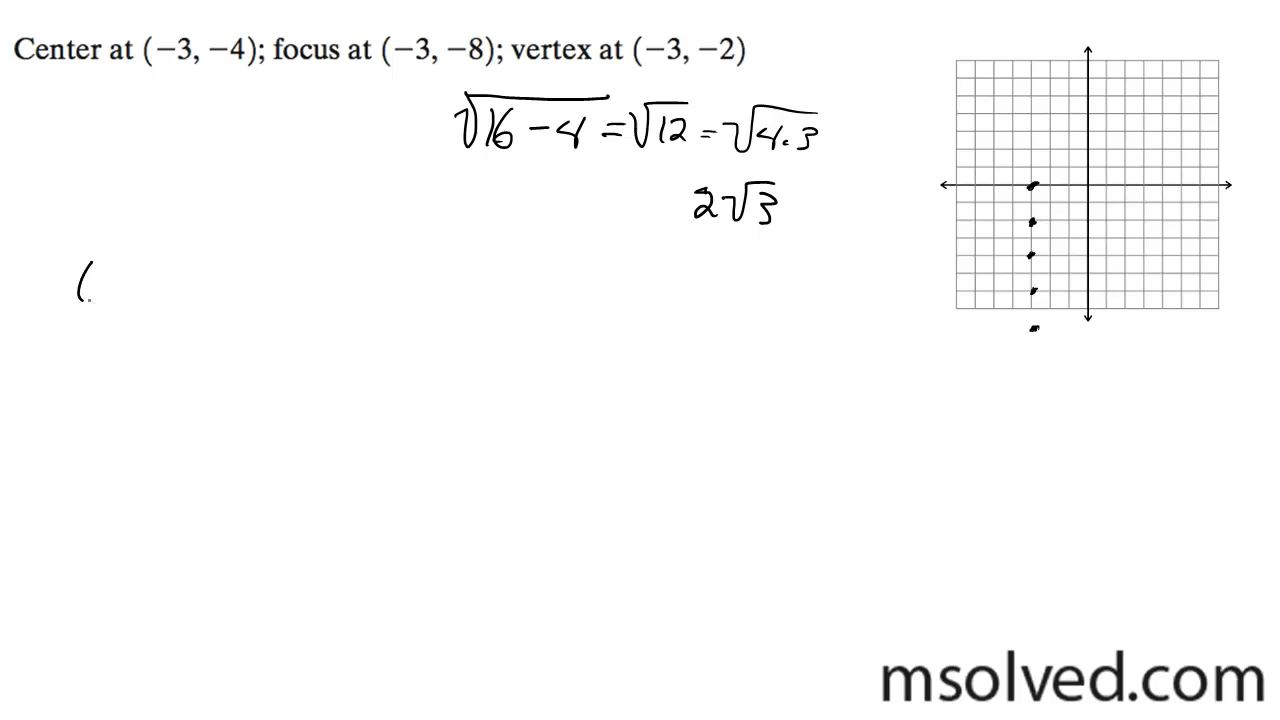 Center at (−3, −4); focus at (−3, −8); vertex at (−3, −2)
√16 − 4 = √12 = √4·3
2√3
(
msolved.com